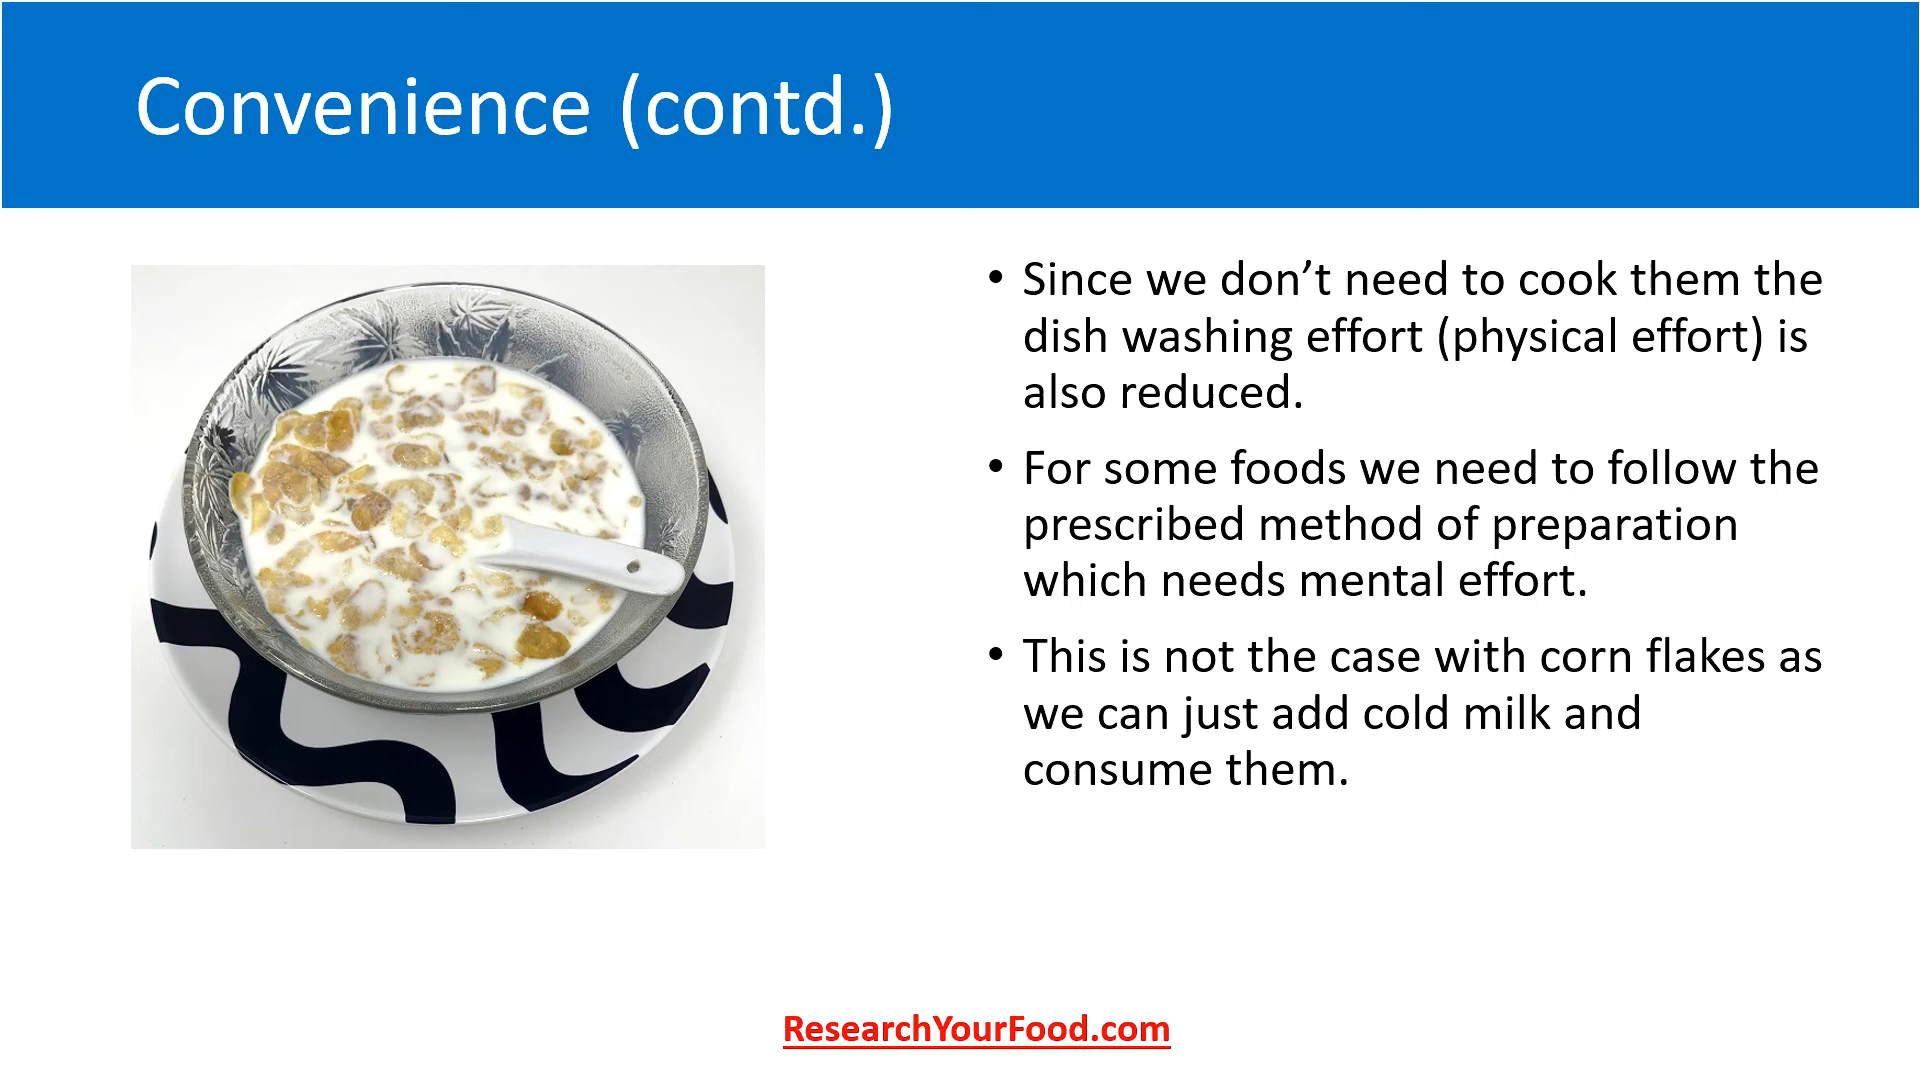 Convenience (contd.)
• Since we don’t need to cook them the
dish washing effort (physical effort) is
also reduced.
• For some foods we need to follow the
prescribed method of preparation
which needs mental effort.
• This is not the case with corn flakes as
we can just add cold milk and
consume them.
ResearchYourFood.com